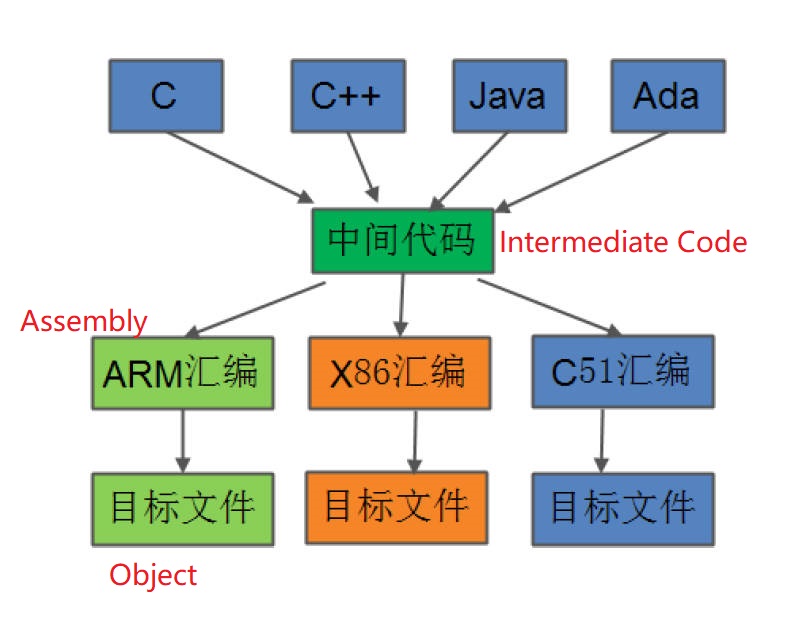 C
C++
Java
Ada
中间代码
Intermediate Code
Assembly
ARM汇编
X86汇编
C51汇编
目标文件
目标文件
目标文件
Object